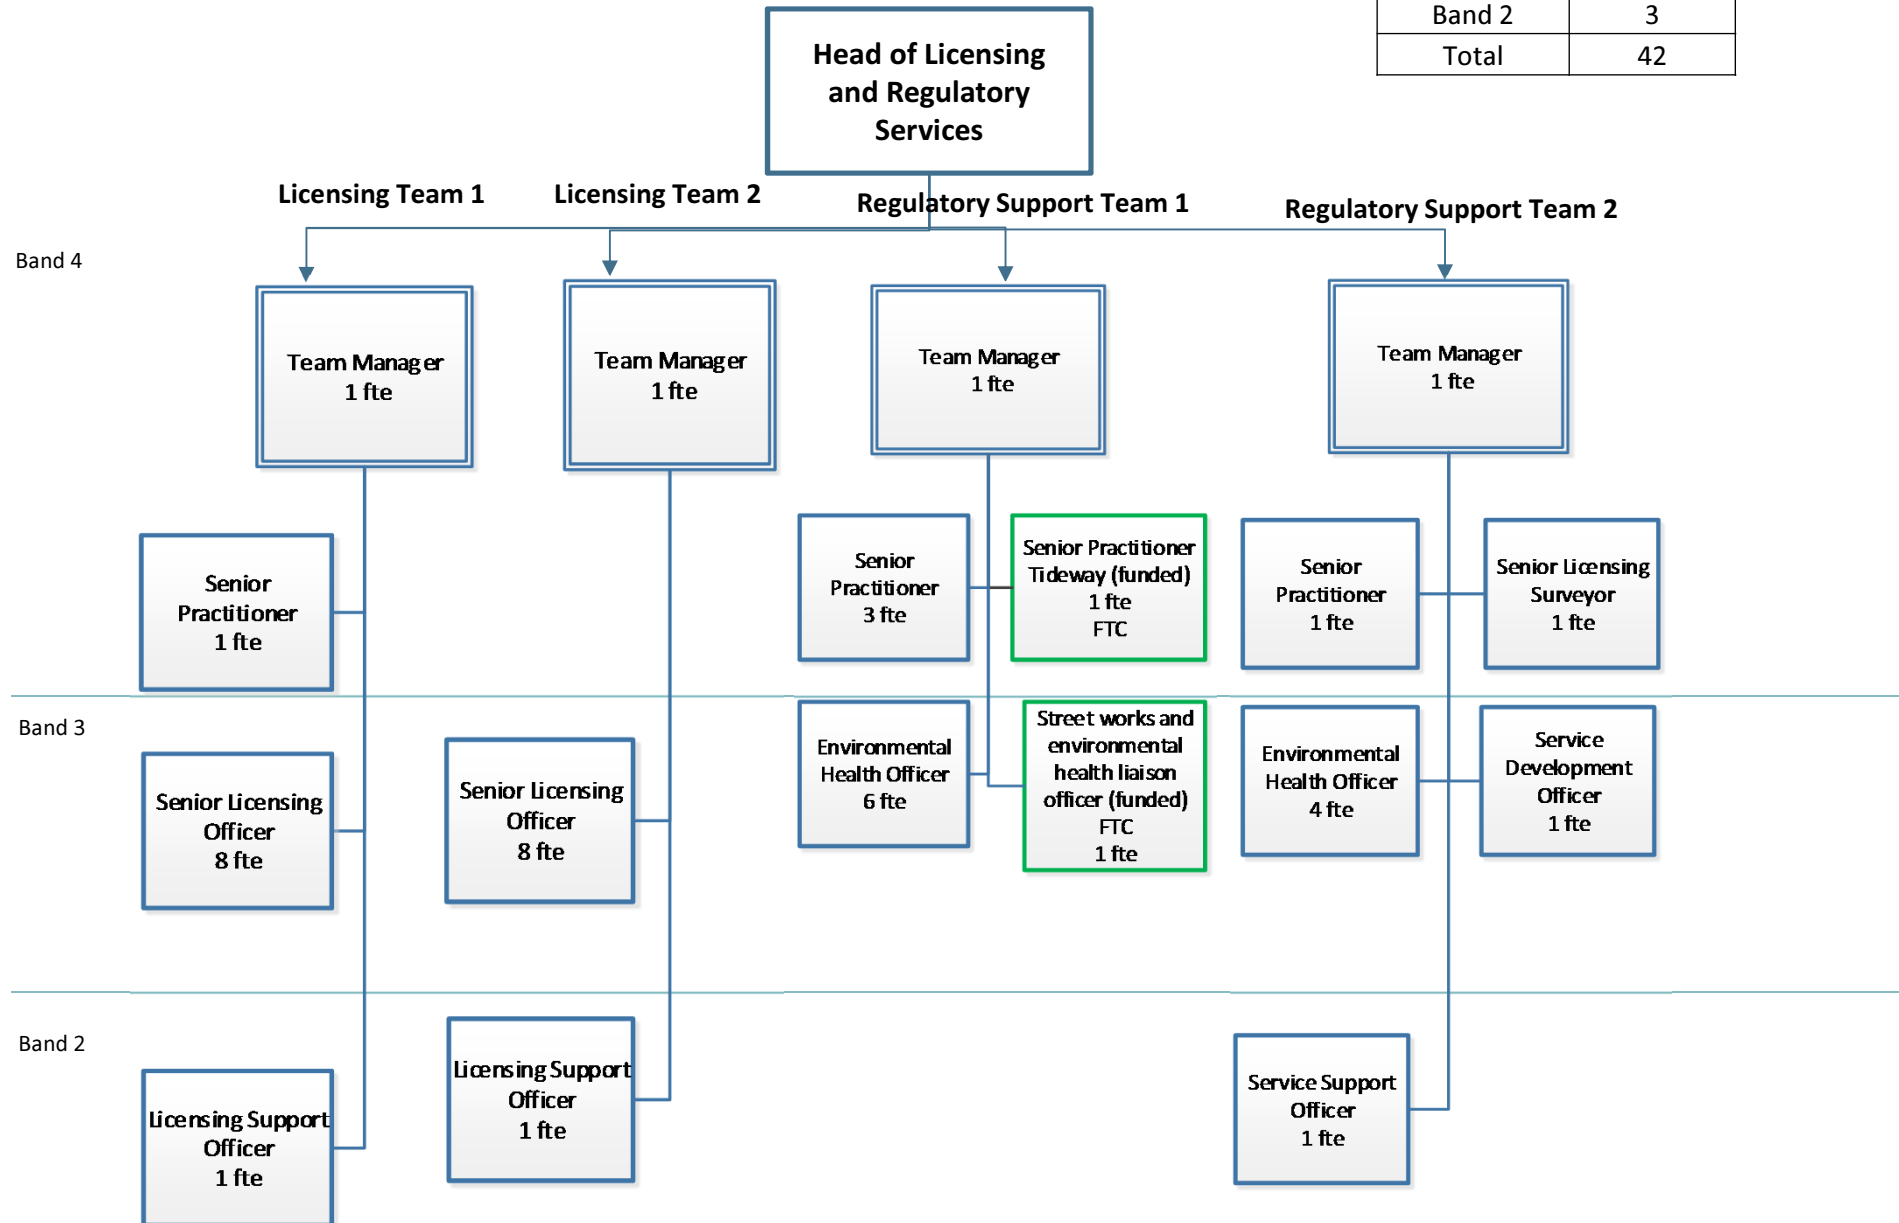 Band 2 3
Total 42
Head of Licensing
and Regulatory
Services
Licensing Team 1
Licensing Team 2
Regulatory Support Team 1
Regulatory Support Team 2
Band 4
Team Manager
1 fte
Team Manager
1 fte
Team Manager
1 fte
Team Manager
1 fte
Senior
Practitioner
1 fte
Senior
Practitioner
3 fte
Senior Practitioner
Tideway (funded)
1 fte
FTC
Senior
Practitioner
1 fte
Senior Licensing
Surveyor
1 fte
Band 3
Senior Licensing
Officer
8 fte
Senior Licensing
Officer
8 fte
Environmental
Health Officer
6 fte
Street works and
environmental
health liaison
officer (funded)
FTC
1 fte
Environmental
Health Officer
4 fte
Service
Development
Officer
1 fte
Band 2
Licensing Support
Officer
1 fte
Licensing Support
Officer
1 fte
Service Support
Officer
1 fte